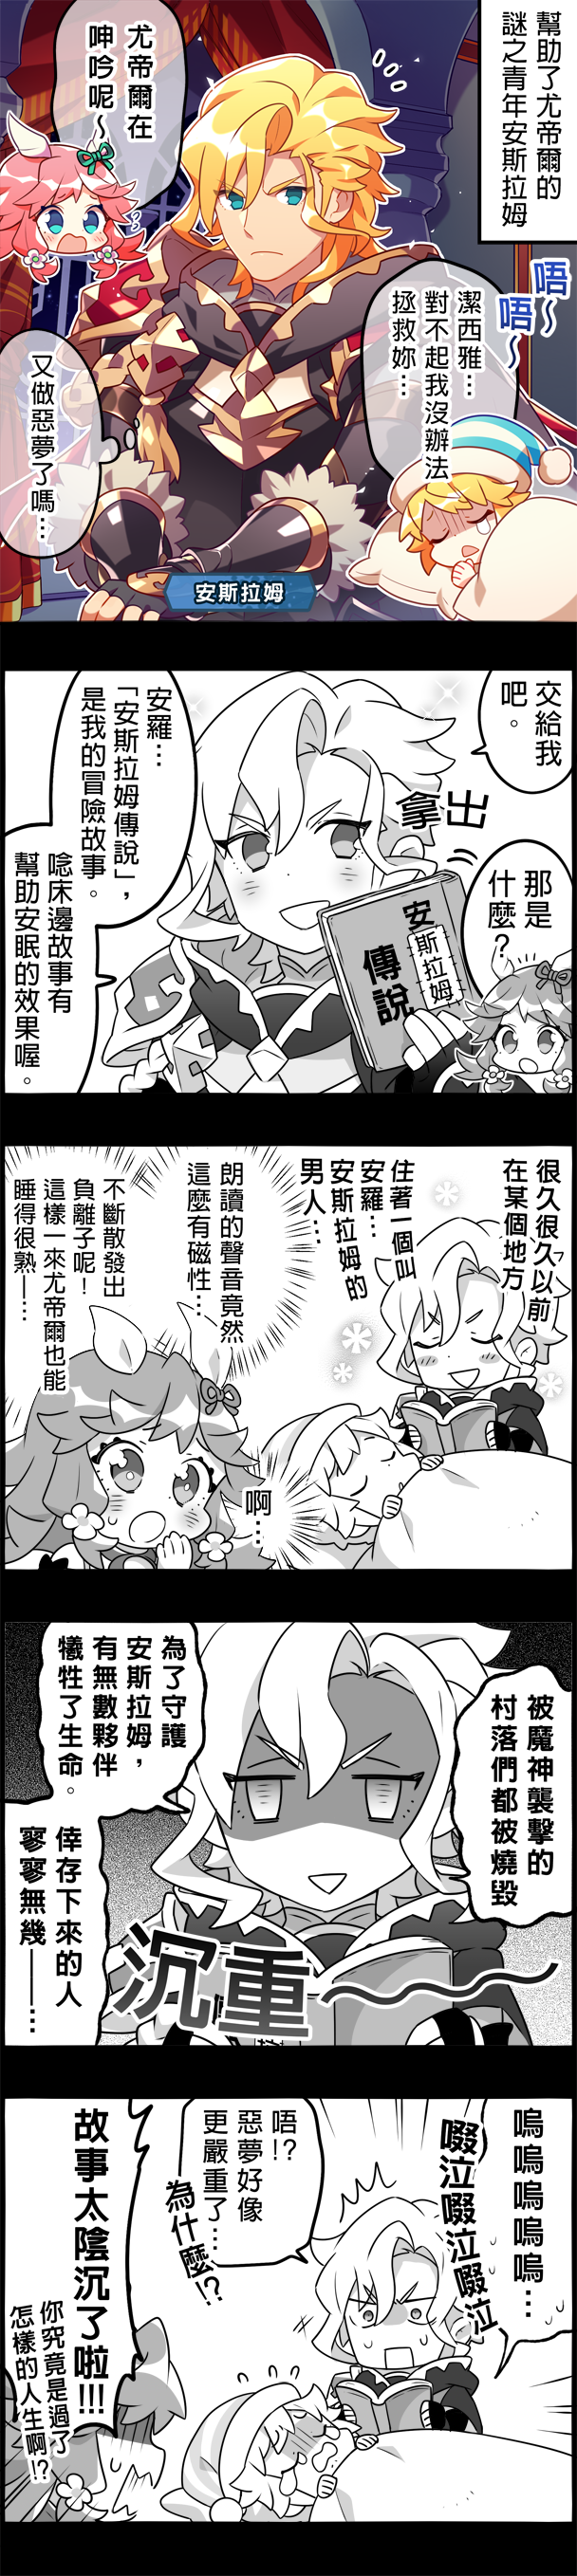 幫助了尤帝爾的
謎之青年安斯拉姆
尤帝爾在
呻吟呢～
唔～
唔～
潔西雅…
對不起我沒辦法
拯救妳…
又做惡夢了嗎…
安斯拉姆
交給我
吧。
拿出
那是
什麼？
安斯拉姆
傳說
安羅…
「安斯拉姆傳說」，
是我的冒險故事。
唸床邊故事有
幫助安眠的效果喔。
很久很久以前
在某個地方
住著一個叫
安羅…
安斯拉姆的
男人…
朗讀的聲音竟然
這麼有磁性…
不斷散發出
負離子呢！
這樣一來尤帝爾也能
睡得很熟——…
啊…
被魔神襲擊的
村落們都被燒毀
為了守護
安斯拉姆，
有無數夥伴
犧牲了生命。
倖存下來的人
寥寥無幾——…
沉重～
嗚嗚嗚嗚嗚…
啜泣啜泣啜泣
唔!?
惡夢好像
更嚴重了…
為什麼!?
故事太陰沉了啦!!!
你究竟是過了
怎樣的人生啊!?